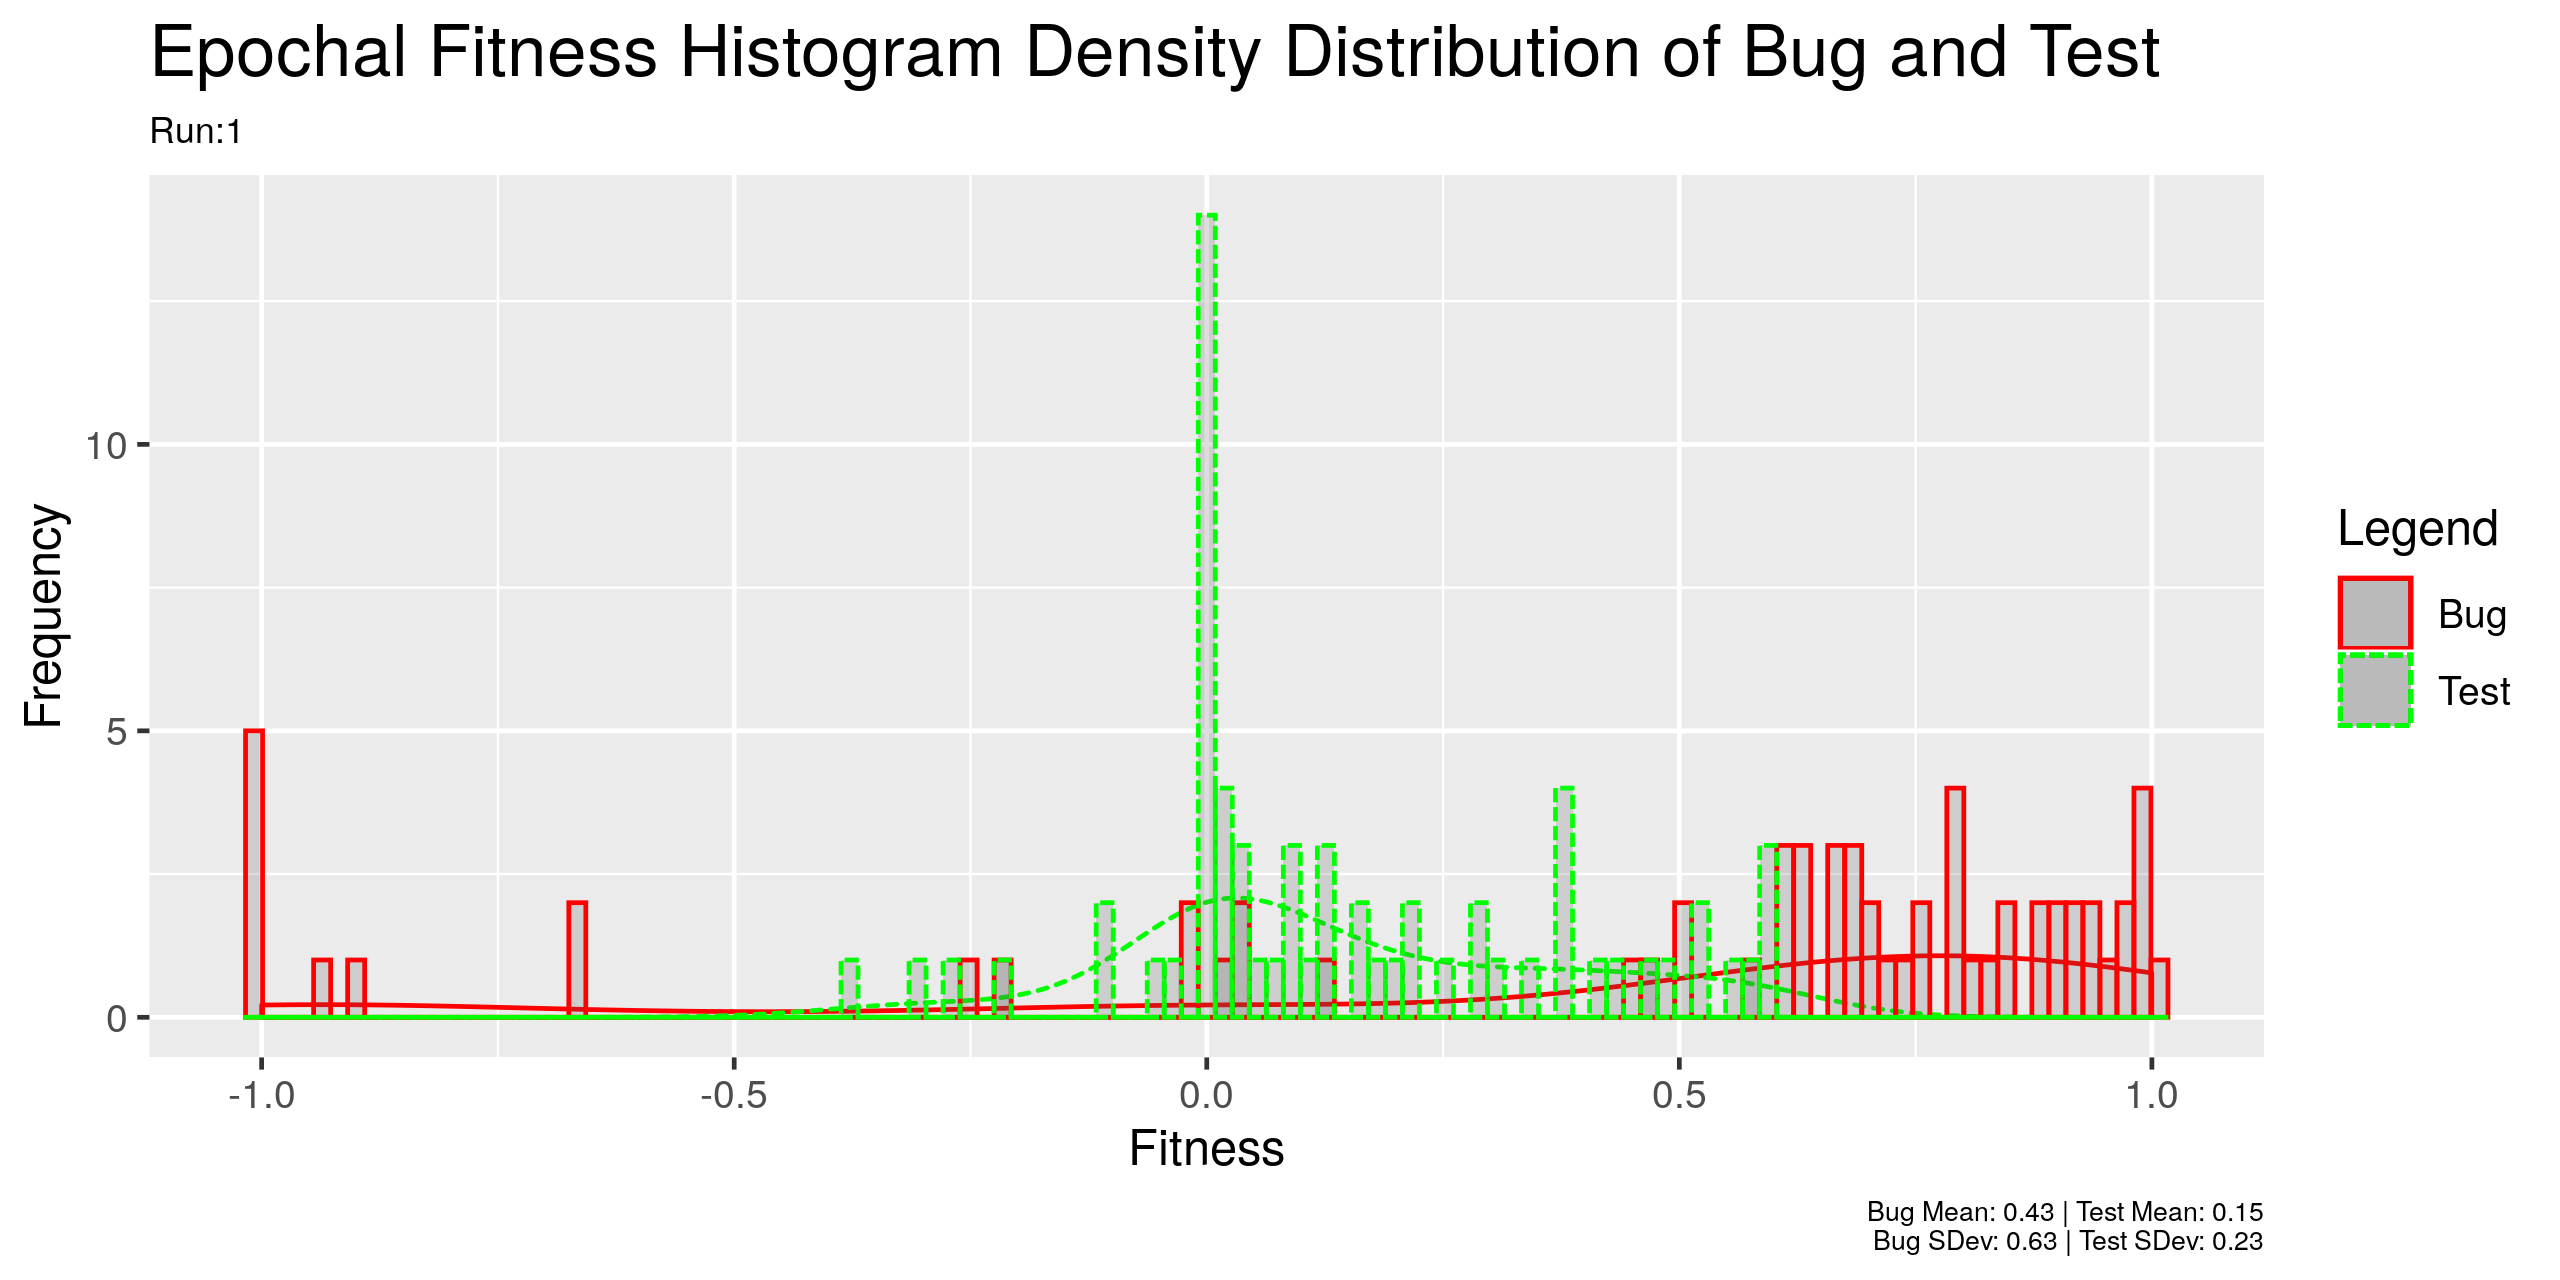 Epochal Fitness Histogram Density Distribution of Bug and Test
Run:1
Frequency
10
5
0
-1.0
-0.5
0.0
0.5
1.0
Fitness
Legend
Bug
Test
Bug Mean: 0.43 | Test Mean: 0.15
Bug SDev: 0.63 | Test SDev: 0.23